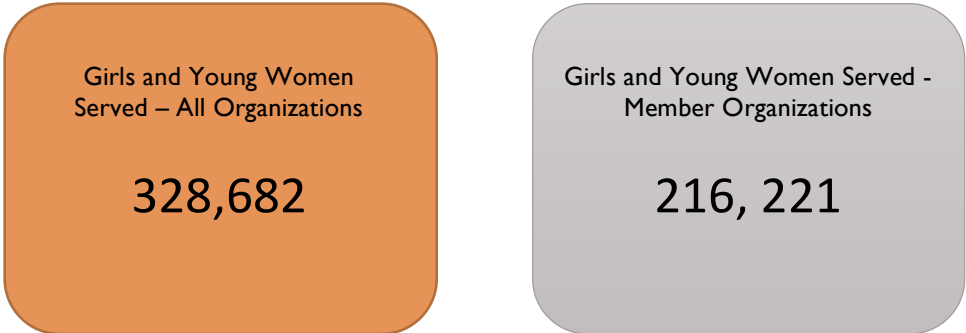 Girls and Young Women
Served – All Organizations
328,682
Girls and Young Women Served -
Member Organizations
216, 221